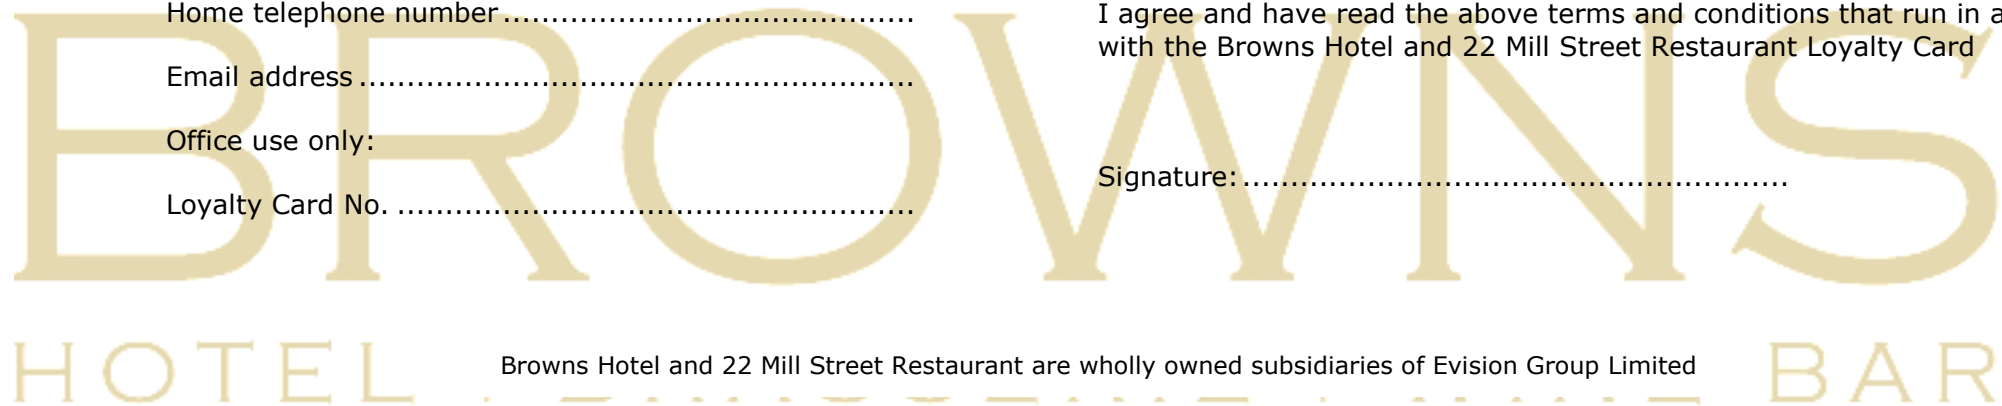 Home telephone number...........................................
Email address..........................................................
Office use only:
Loyalty Card No. ......................................................
I agree and have read the above terms and conditions that run in
with the Browns Hotel and 22 Mill Street Restaurant Loyalty Card
Signature:.........................................................
BROWNS
HOTEL
BAR
Browns Hotel and 22 Mill Street Restaurant are wholly owned subsidiaries of Evision Group Limited